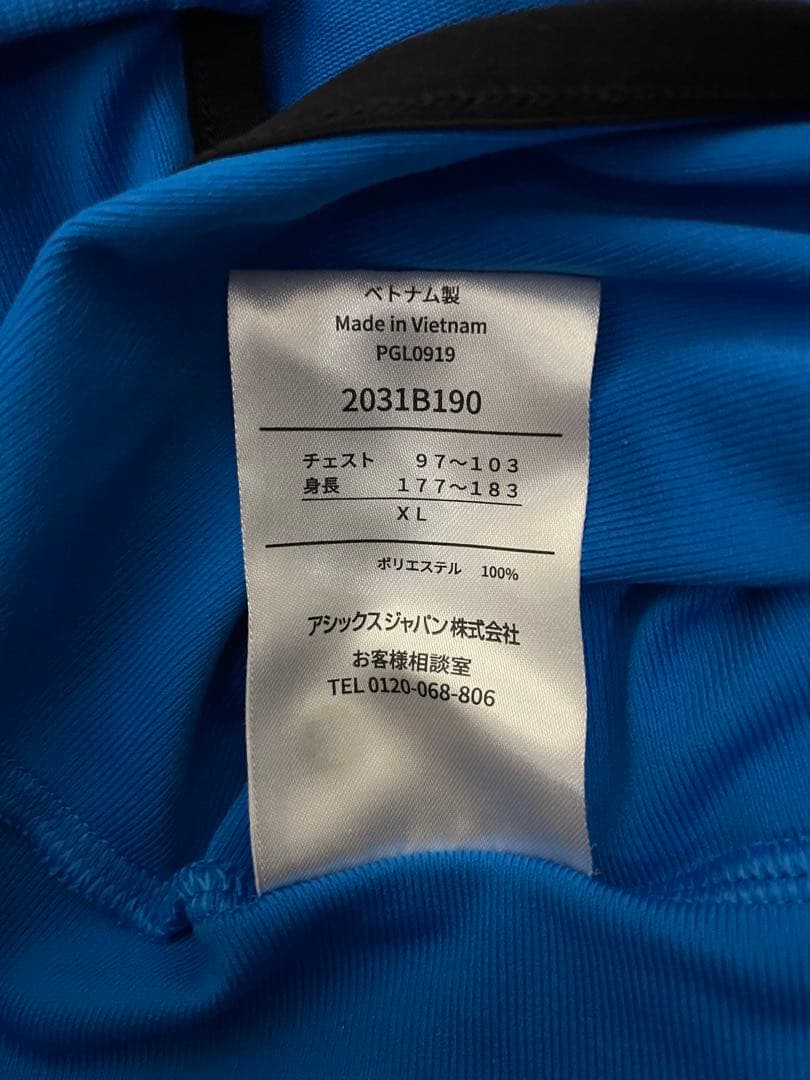 ベトナム製
Made in Vietnam
PGL0919
2031B190
チェスト 97〜103
身長 177〜183
XL
ポリエステル 100%
アシックスジャパン株式会社
お客様相談室
TEL 0120-068-806